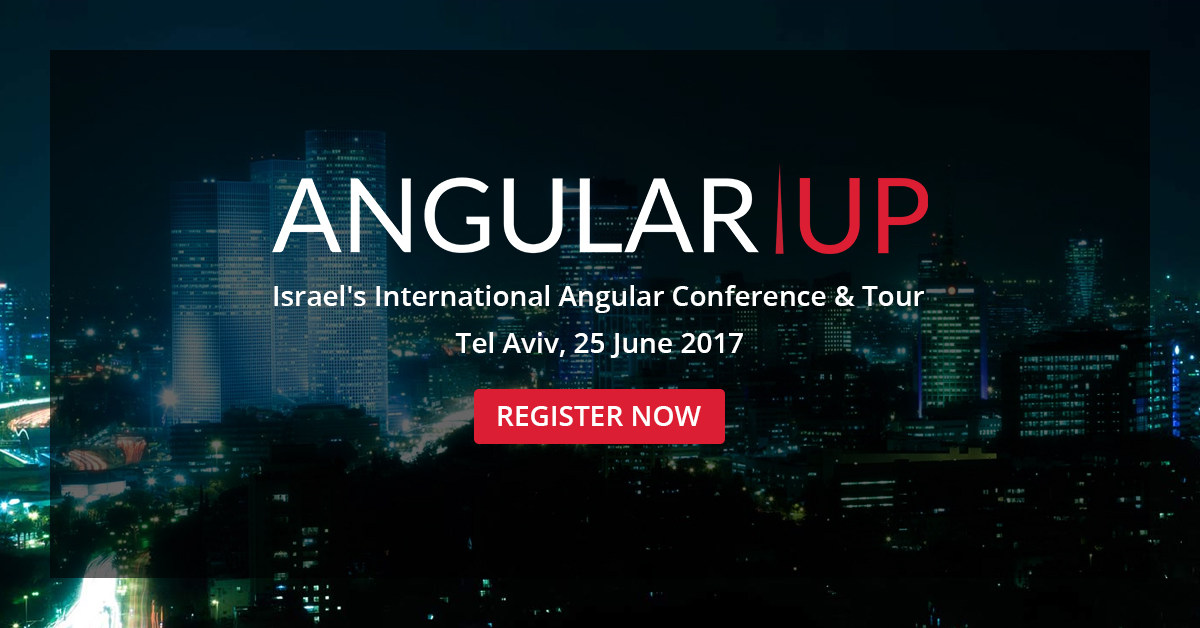 ANGULAR UP
Israel's International Angular Conference & Tour
Tel Aviv, 25 June 2017
REGISTER NOW